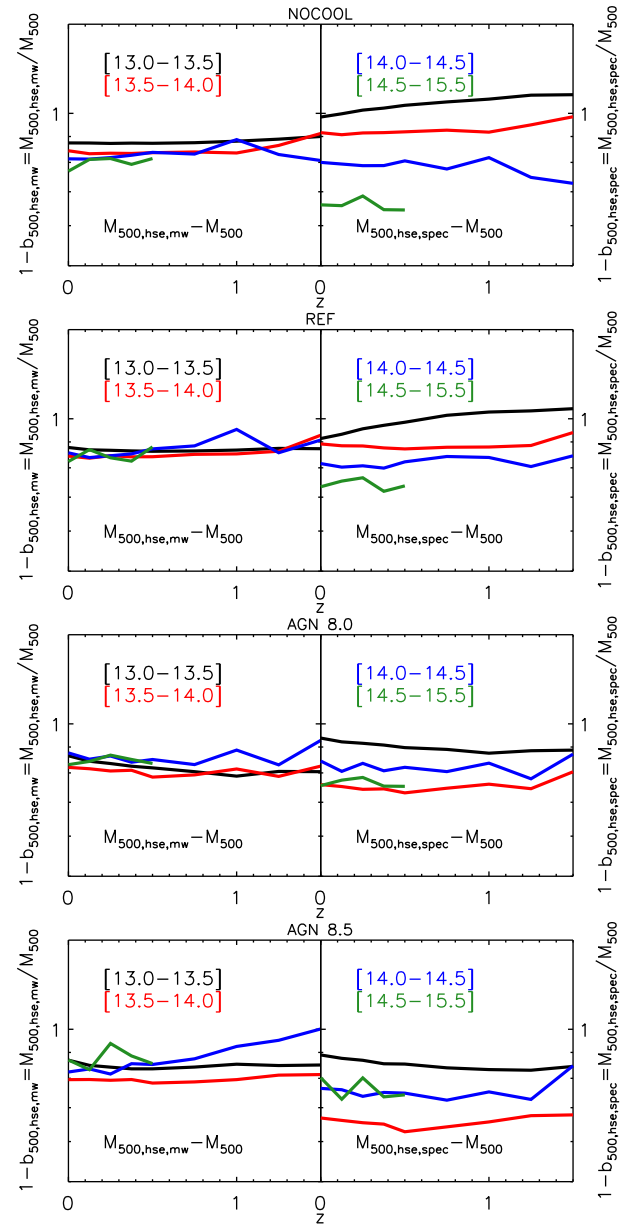 NOCOOL
1−b500,hse,mw=M500,hse,mw/M500
1
[13.0−13.5]
[13.5−14.0]
[14.0−14.5]
[14.5−15.5]
M500,hse,mw−M500
M500,hse,spec−M500
1
1−b500,hse,spec=M500,hse,spec/M500
0 1 0 1
z
REF
1−b500,hse,mw=M500,hse,mw/M500
1
[13.0−13.5]
[13.5−14.0]
[14.0−14.5]
[14.5−15.5]
M500,hse,mw−M500
M500,hse,spec−M500
1
1−b500,hse,spec=M500,hse,spec/M500
0 1 0 1
z
AGN 8.0
1−b500,hse,mw=M500,hse,mw/M500
1
[13.0−13.5]
[13.5−14.0]
[14.0−14.5]
[14.5−15.5]
M500,hse,mw−M500
M500,hse,spec−M500
1
1−b500,hse,spec=M500,hse,spec/M500
0 1 0 1
z
AGN 8.5
1−b500,hse,mw=M500,hse,mw/M500
1
[13.0−13.5]
[13.5−14.0]
[14.0−14.5]
[14.5−15.5]
M500,hse,mw−M500
M500,hse,spec−M500
1
1−b500,hse,spec=M500,hse,spec/M500
0 1 0 1
z